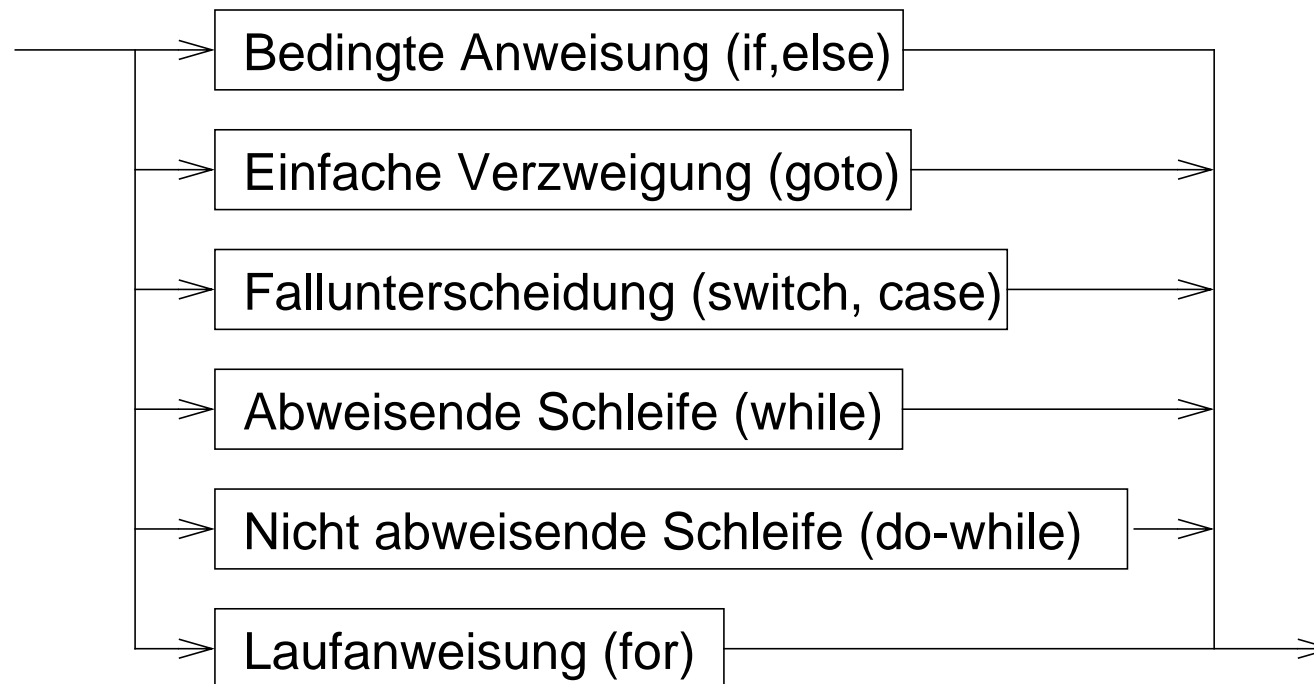 Bedingte Anweisung (if,else)
Einfache Verzweigung (goto)
Fallunterscheidung (switch, case)
Abweisende Schleife (while)
Nicht abweisende Schleife (do-while)
Laufanweisung (for)